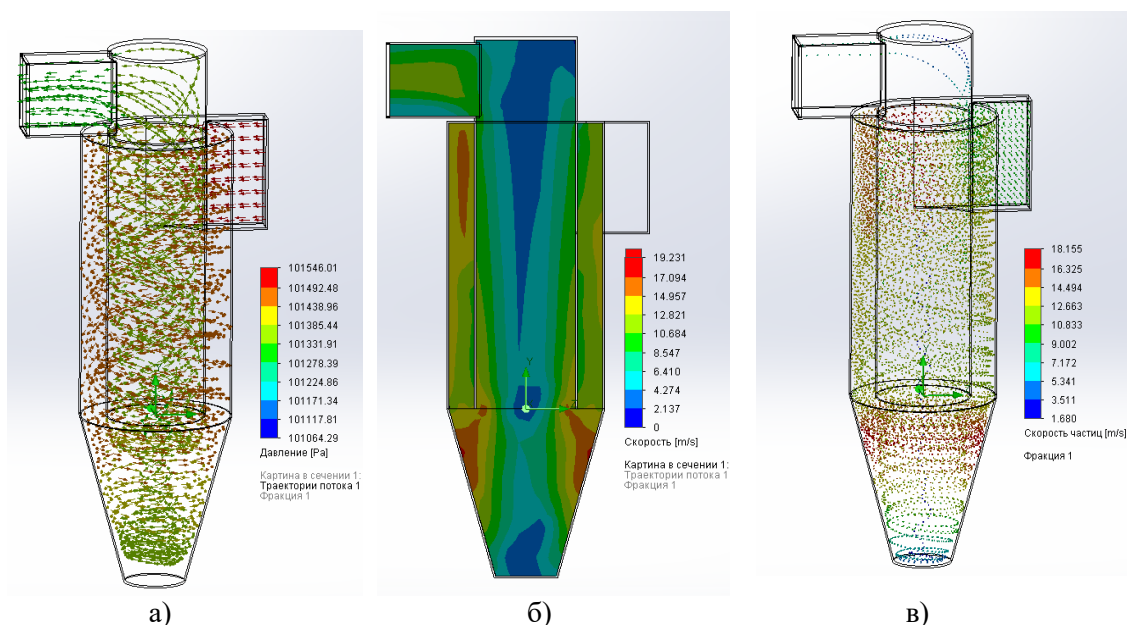 101546.01
101492.48
101438.96
101385.44
101331.91
101278.39
101224.86
101171.34
101117.81
101064.29
Давление [Pa]
Картина в сечении 1:
Траектории потока 1
Фракция 1
19.231
17.094
14.957
12.821
10.684
8.547
6.410
4.274
2.137
0
Скорость [m/s]
Картина в сечении 1:
Траектории потока 1
Фракция 1
18.155
16.325
14.494
12.663
10.833
9.002
7.172
5.341
3.511
1.680
Скорость частиц [m/s]
Фракция 1
Y
Y
Y
а)
б)
в)